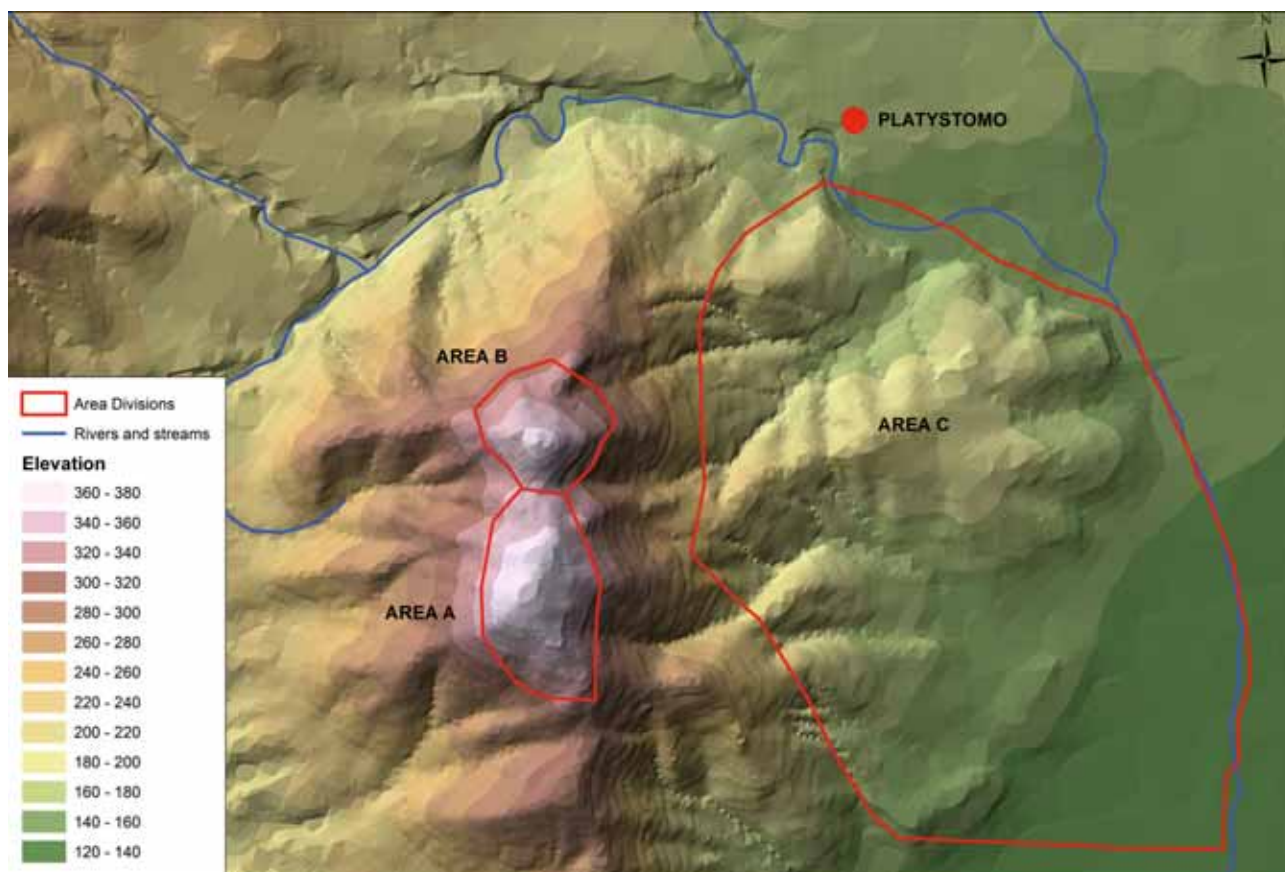 N
PLATYSTOMO
AREA B
AREA C
AREA A
Area Divisions
Rivers and streams
Elevation
360 - 380
340 - 360
320 - 340
300 - 320
280 - 300
260 - 280
240 - 260
220 - 240
200 - 220
180 - 200
160 - 180
140 - 160
120 - 140